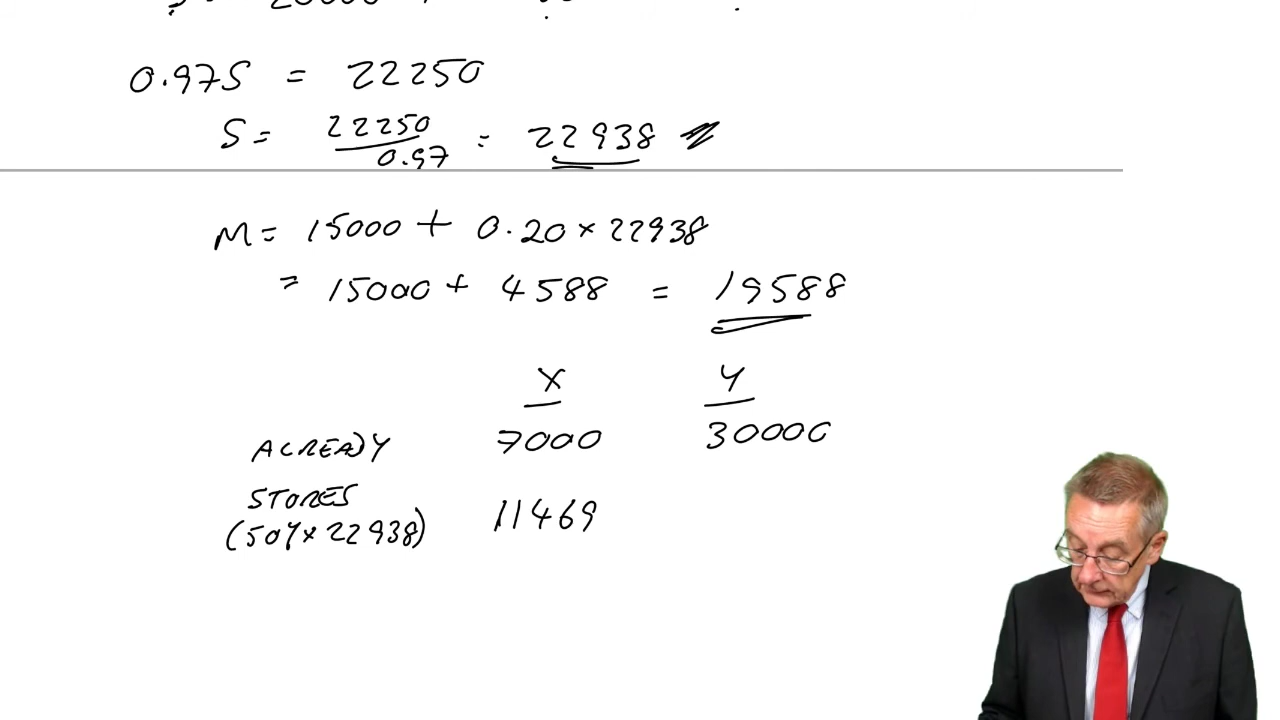 0.97S = 22250
S = 22250 / 0.97 = 22938
M = 15000 + 0.20 × 22938
= 15000 + 4588 = 19588
X Y
ALREADY 7000 30000
STORES
(50% × 22938) 11469